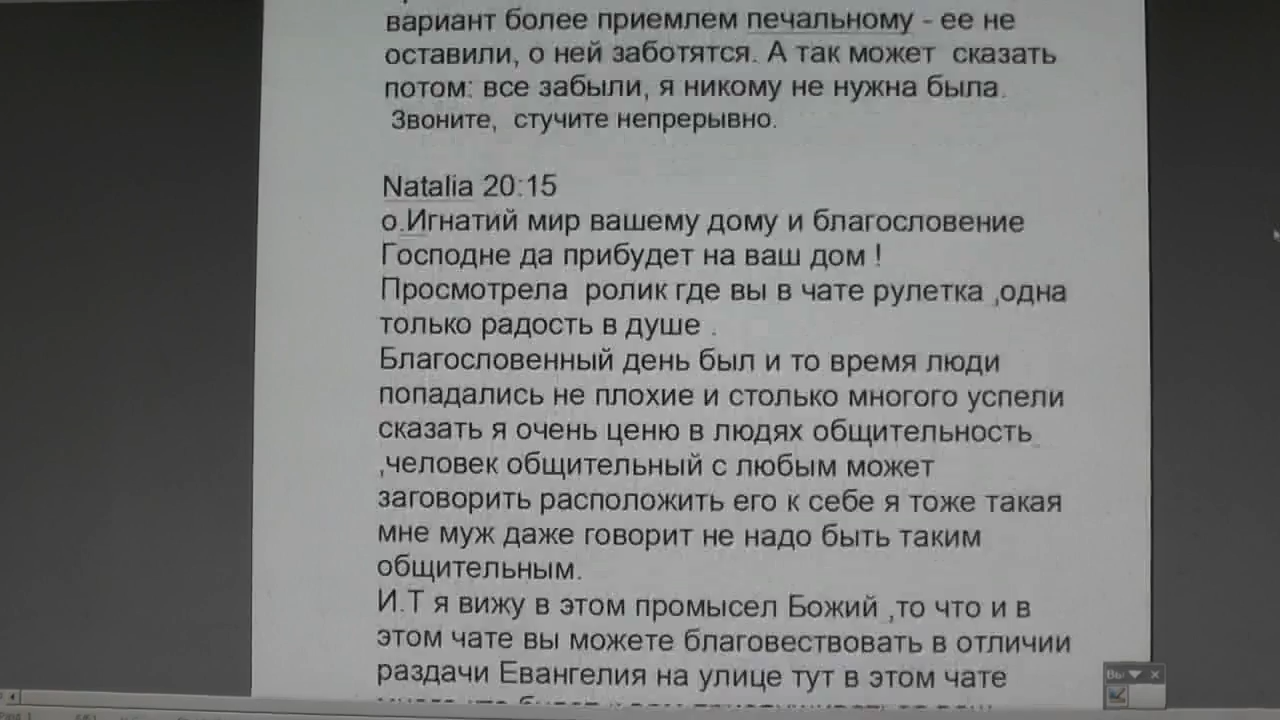 вариант более приемлем печальному - ее не
оставили, о ней заботятся. А так может сказать
потом: все забыли, я никому не нужна была.
Звоните, стучите непрерывно.
Natalia 20:15
о.Игнатий мир вашему дому и благословение
Господне да прибудет на ваш дом !
Просмотрела ролик где вы в чате рулетка ,одна
только радость в душе .
Благословенный день был и то время люди
попадались не плохие и столько многого успели
сказать я очень ценю в людях общительность
,человек общительный с любым может
заговорить расположить его к себе я тоже такая
мне муж даже говорит не надо быть таким
общительным.
И.Т я вижу в этом промысел Божий ,то что и в
этом чате вы можете благовествовать в отличии
раздачи Евангелия на улице тут в этом чате
Вы